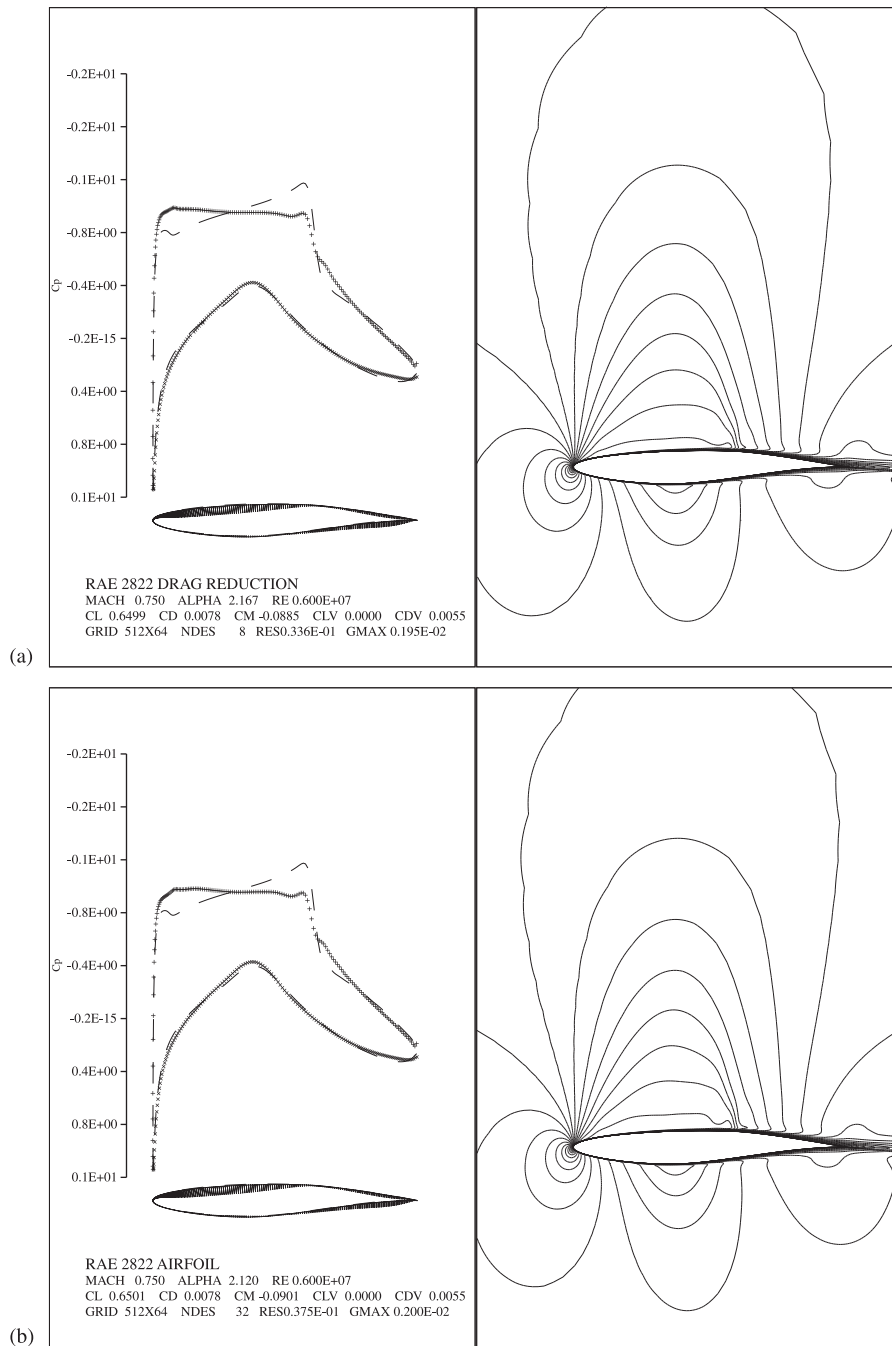 -0.2E+01
-0.2E+01
-0.1E+01
-0.8E+00
Cp
-0.4E+00
-0.2E-15
0.4E+00
0.8E+00
0.1E+01
RAE 2822 DRAG REDUCTION
MACH 0.750 ALPHA 2.167 RE 0.600E+07
CL 0.6499 CD 0.0078 CM -0.0885 CLV 0.0000 CDV 0.0055
GRID 512X64 NDES 8 RES0.336E-01 GMAX 0.195E-02
(a)
-0.2E+01
-0.2E+01
-0.1E+01
-0.8E+00
Cp
-0.4E+00
-0.2E-15
0.4E+00
0.8E+00
0.1E+01
RAE 2822 AIRFOIL
MACH 0.750 ALPHA 2.120 RE 0.600E+07
CL 0.6501 CD 0.0078 CM -0.0901 CLV 0.0000 CDV 0.0055
GRID 512X64 NDES 32 RES0.375E-01 GMAX 0.200E-02
(b)